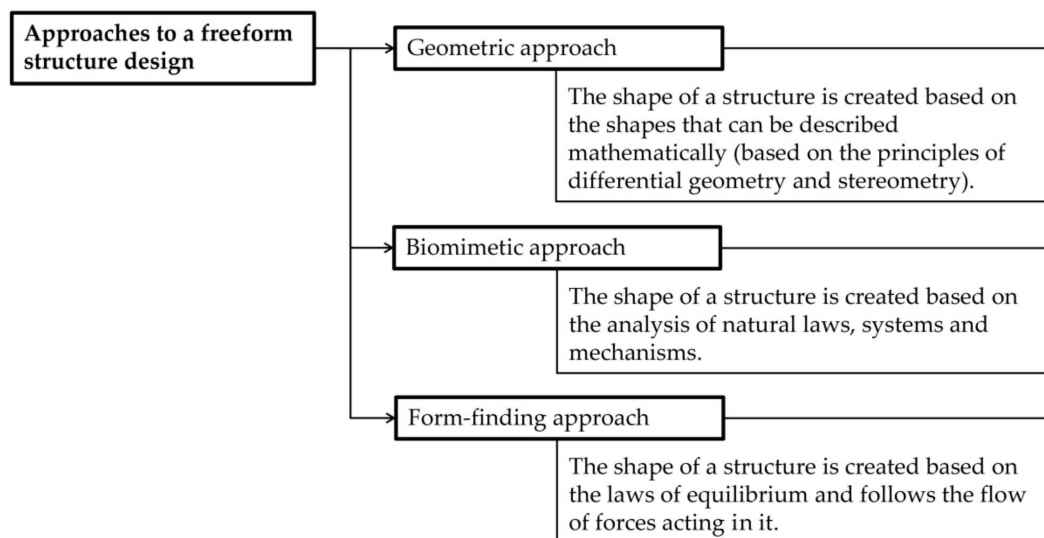 Approaches to a freeform
structure design
Geometric approach
The shape of a structure is created based on
the shapes that can be described
mathematically (based on the principles of
differential geometry and stereometry).
Biomimetic approach
The shape of a structure is created based on
the analysis of natural laws, systems and
mechanisms.
Form-finding approach
The shape of a structure is created based on
the laws of equilibrium and follows the flow
of forces acting in it.